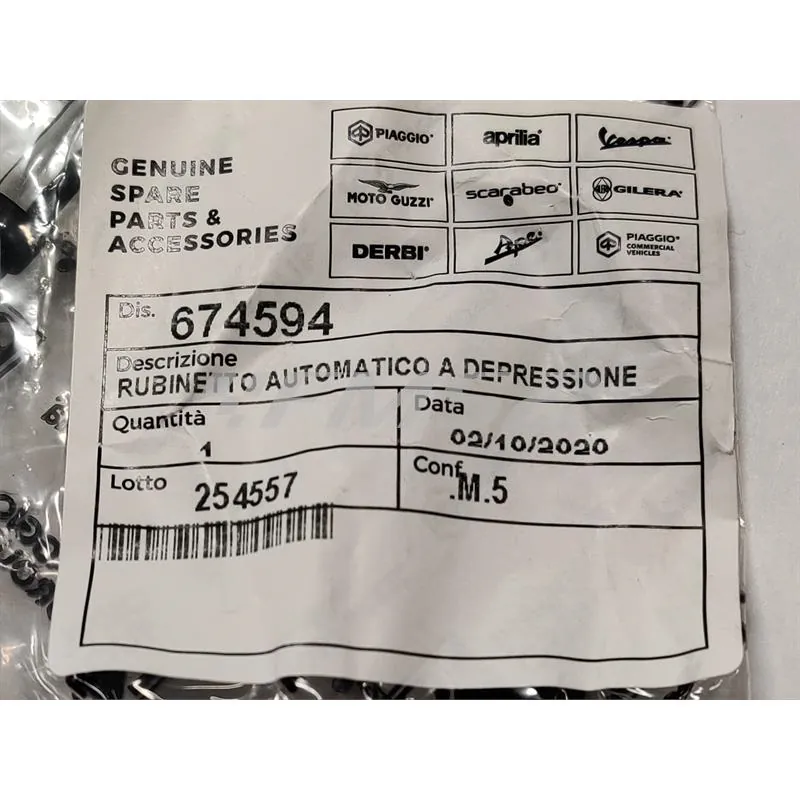 GENUINE
SPARE
PARTS &
ACCESSORIES
PIAGGIO®
aprilia®
Vespa®
MOTO GUZZI®
scarabeo®
GILERA®
DERBI®
Ape®
PIAGGIO®
COMMERCIAL
VEHICLES
Dis. 674594
Descrizione
RUBINETTO AUTOMATICO A DEPRESSIONE
Quantità
1
Data
02/10/2020
Lotto 254557
Conf.
.M.5